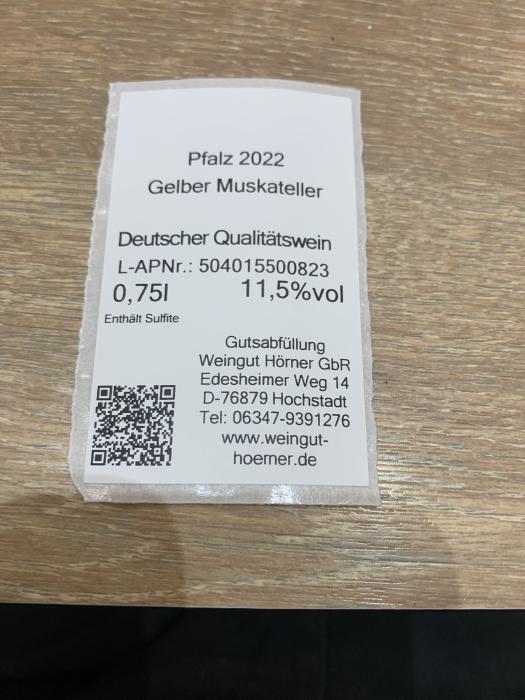 Pfalz 2022
Gelber Muskateller
Deutscher Qualitätswein
L-APNr.: 504015500823
0,75l 11,5%vol
Enthält Sulfite
Gutsabfüllung
Weingut Hörner GbR
Edesheimer Weg 14
D-76879 Hochstadt
Tel: 06347-9391276
www.weingut-
hoerner.de